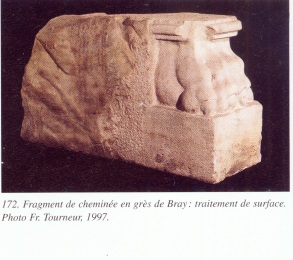 172. Fragment de cheminée en grès de Bray : traitement de surface.
Photo Fr. Tourneur, 1997.